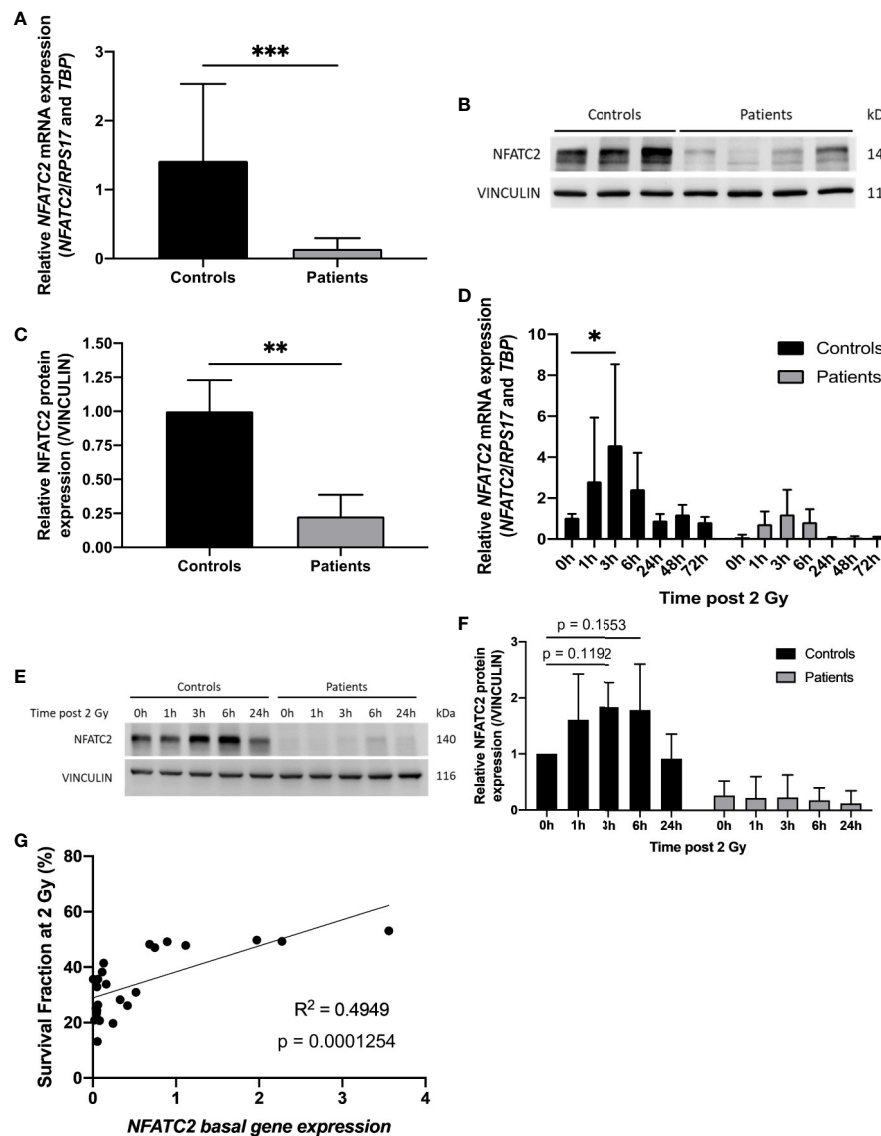 A
Relative NFATC2 mRNA expression
(NFATC2/RPS17 and TBP)
3
2
1
0
***
Controls
Patients
B
Controls
Patients
kD
NFATC2
14
VINCULIN
11
C
Relative NFATC2 protein
expression (/VINCULIN)
1.50
1.25
1.00
0.75
0.50
0.25
0.00
**
Controls
Patients
D
Relative NFATC2 mRNA expression
(NFATC2/RPS17 and TBP)
10
8
6
4
2
0
*
Controls
Patients
0h 1h 3h 6h 24h 48h 72h 0h 1h 3h 6h 24h 48h 72h
Time post 2 Gy
E
Controls
Patients
Time post 2 Gy 0h 1h 3h 6h 24h 0h 1h 3h 6h 24h kDa
NFATC2
140
VINCULIN
116
F
Relative NFATC2 protein
expression (/VINCULIN)
3
2
1
0
p = 0.1553
p = 0.1192
Controls
Patients
0h 1h 3h 6h 24h 0h 1h 3h 6h 24h
Time post 2 Gy
G
Survival Fraction at 2 Gy (%)
80
60
40
20
0
R² = 0.4949
p = 0.0001254
0 1 2 3 4
NFATC2 basal gene expression